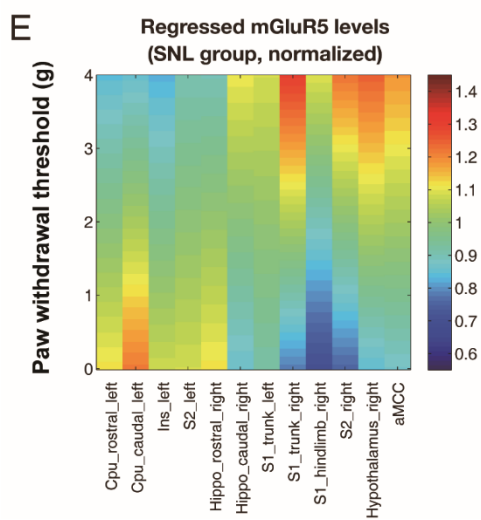 E
Regressed mGluR5 levels
(SNL group, normalized)
Paw withdrawal threshold (g)
4
3
2
1
0
1.4
1.3
1.2
1.1
1
0.9
0.8
0.7
0.6
Cpu_rostral_left
Cpu_caudal_left
Ins_left
S2_left
Hippo_rostral_right
Hippo_caudal_right
S1_trunk_left
S1_trunk_right
S1_hindlimb_right
S2_right
Hypothalamus_right
aMCC